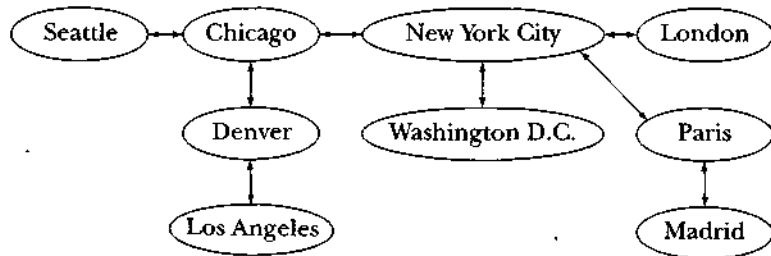 Seattle
Chicago
New York City
London
Denver
Washington D.C.
Paris
Los Angeles
Madrid